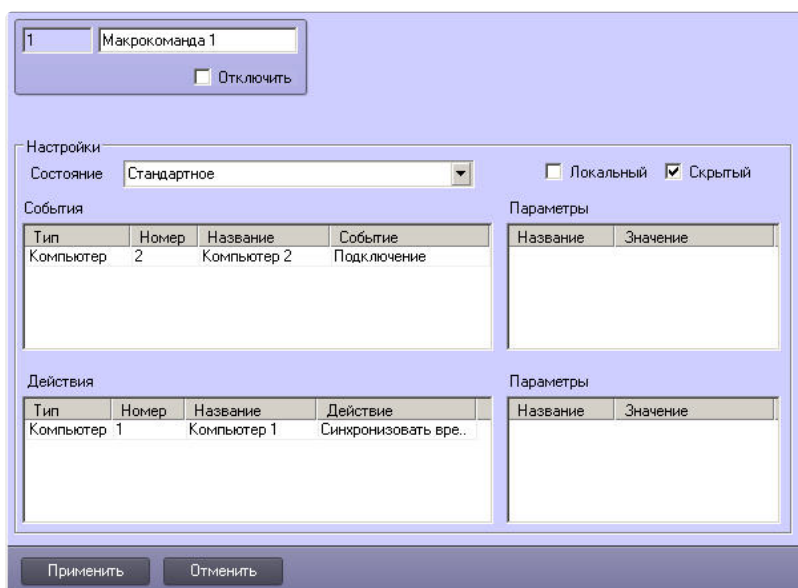 1 Макрокоманда 1
Отключить
Настройки
Состояние Стандартное Локальный Скрытый
События Параметры
Тип Номер Название Событие Название Значение
Компьютер 2 Компьютер 2 Подключение
Действия Параметры
Тип Номер Название Действие Название Значение
Компьютер 1 Компьютер 1 Синхронизовать вре..
Применить Отменить